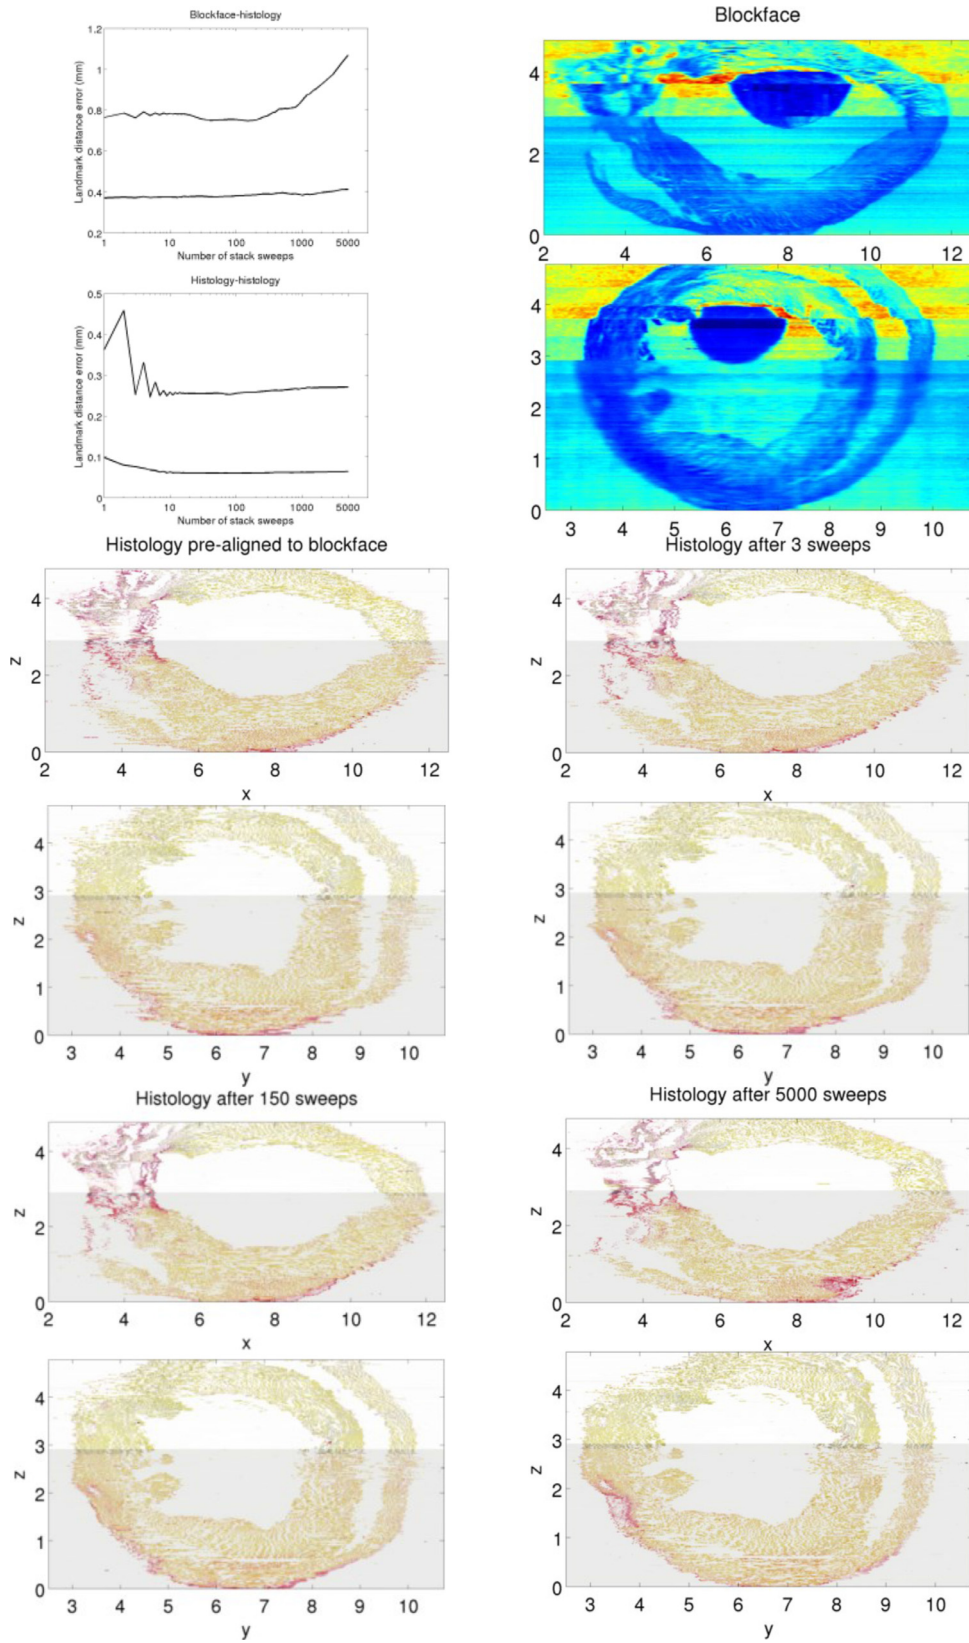 Blockface-histology
Landmark distance error (mm)
1.2
1
0.8
0.6
0.4
0.2
1 10 100 1000 5000
Number of stack sweeps
Histology-histology
Landmark distance error (mm)
0.5
0.4
0.3
0.2
0.1
0
1 10 100 1000 5000
Number of stack sweeps
Blockface
4
2
0
2 4 6 8 10 12
4
3
2
1
0
3 4 5 6 7 8 9 10
Histology pre-aligned to blockface
z
4
2
0
2 4 6 8 10 12
x
z
4
3
2
1
0
3 4 5 6 7 8 9 10
y
Histology after 3 sweeps
z
4
2
0
2 4 6 8 10 12
x
z
4
3
2
1
0
3 4 5 6 7 8 9 10
y
Histology after 150 sweeps
z
4
2
0
2 4 6 8 10 12
x
z
4
3
2
1
0
3 4 5 6 7 8 9 10
y
Histology after 5000 sweeps
z
4
2
0
2 4 6 8 10 12
x
z
4
3
2
1
0
3 4 5 6 7 8 9 10
y